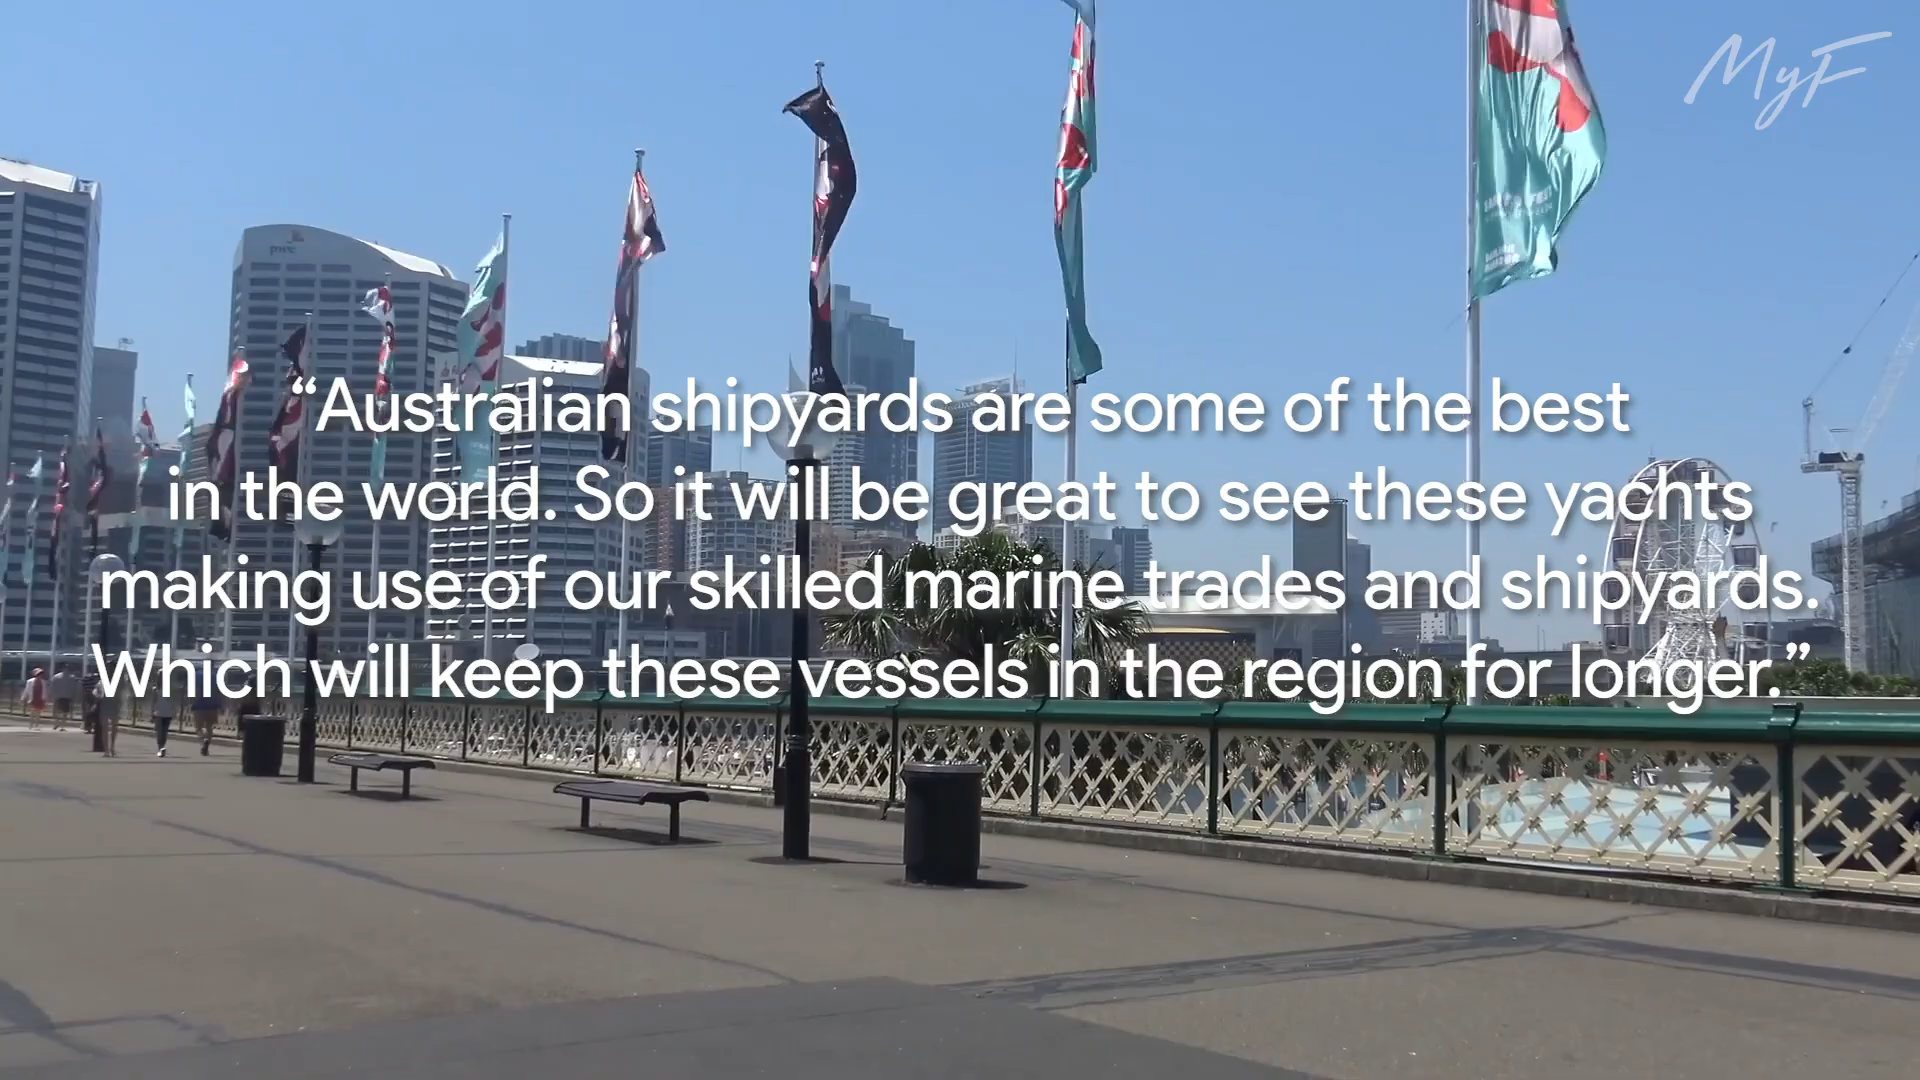 MyF
pwc
“Australian shipyards are some of the best
in the world. So it will be great to see these yachts
making use of our skilled marine trades and shipyards.
Which will keep these vessels in the region for longer.”